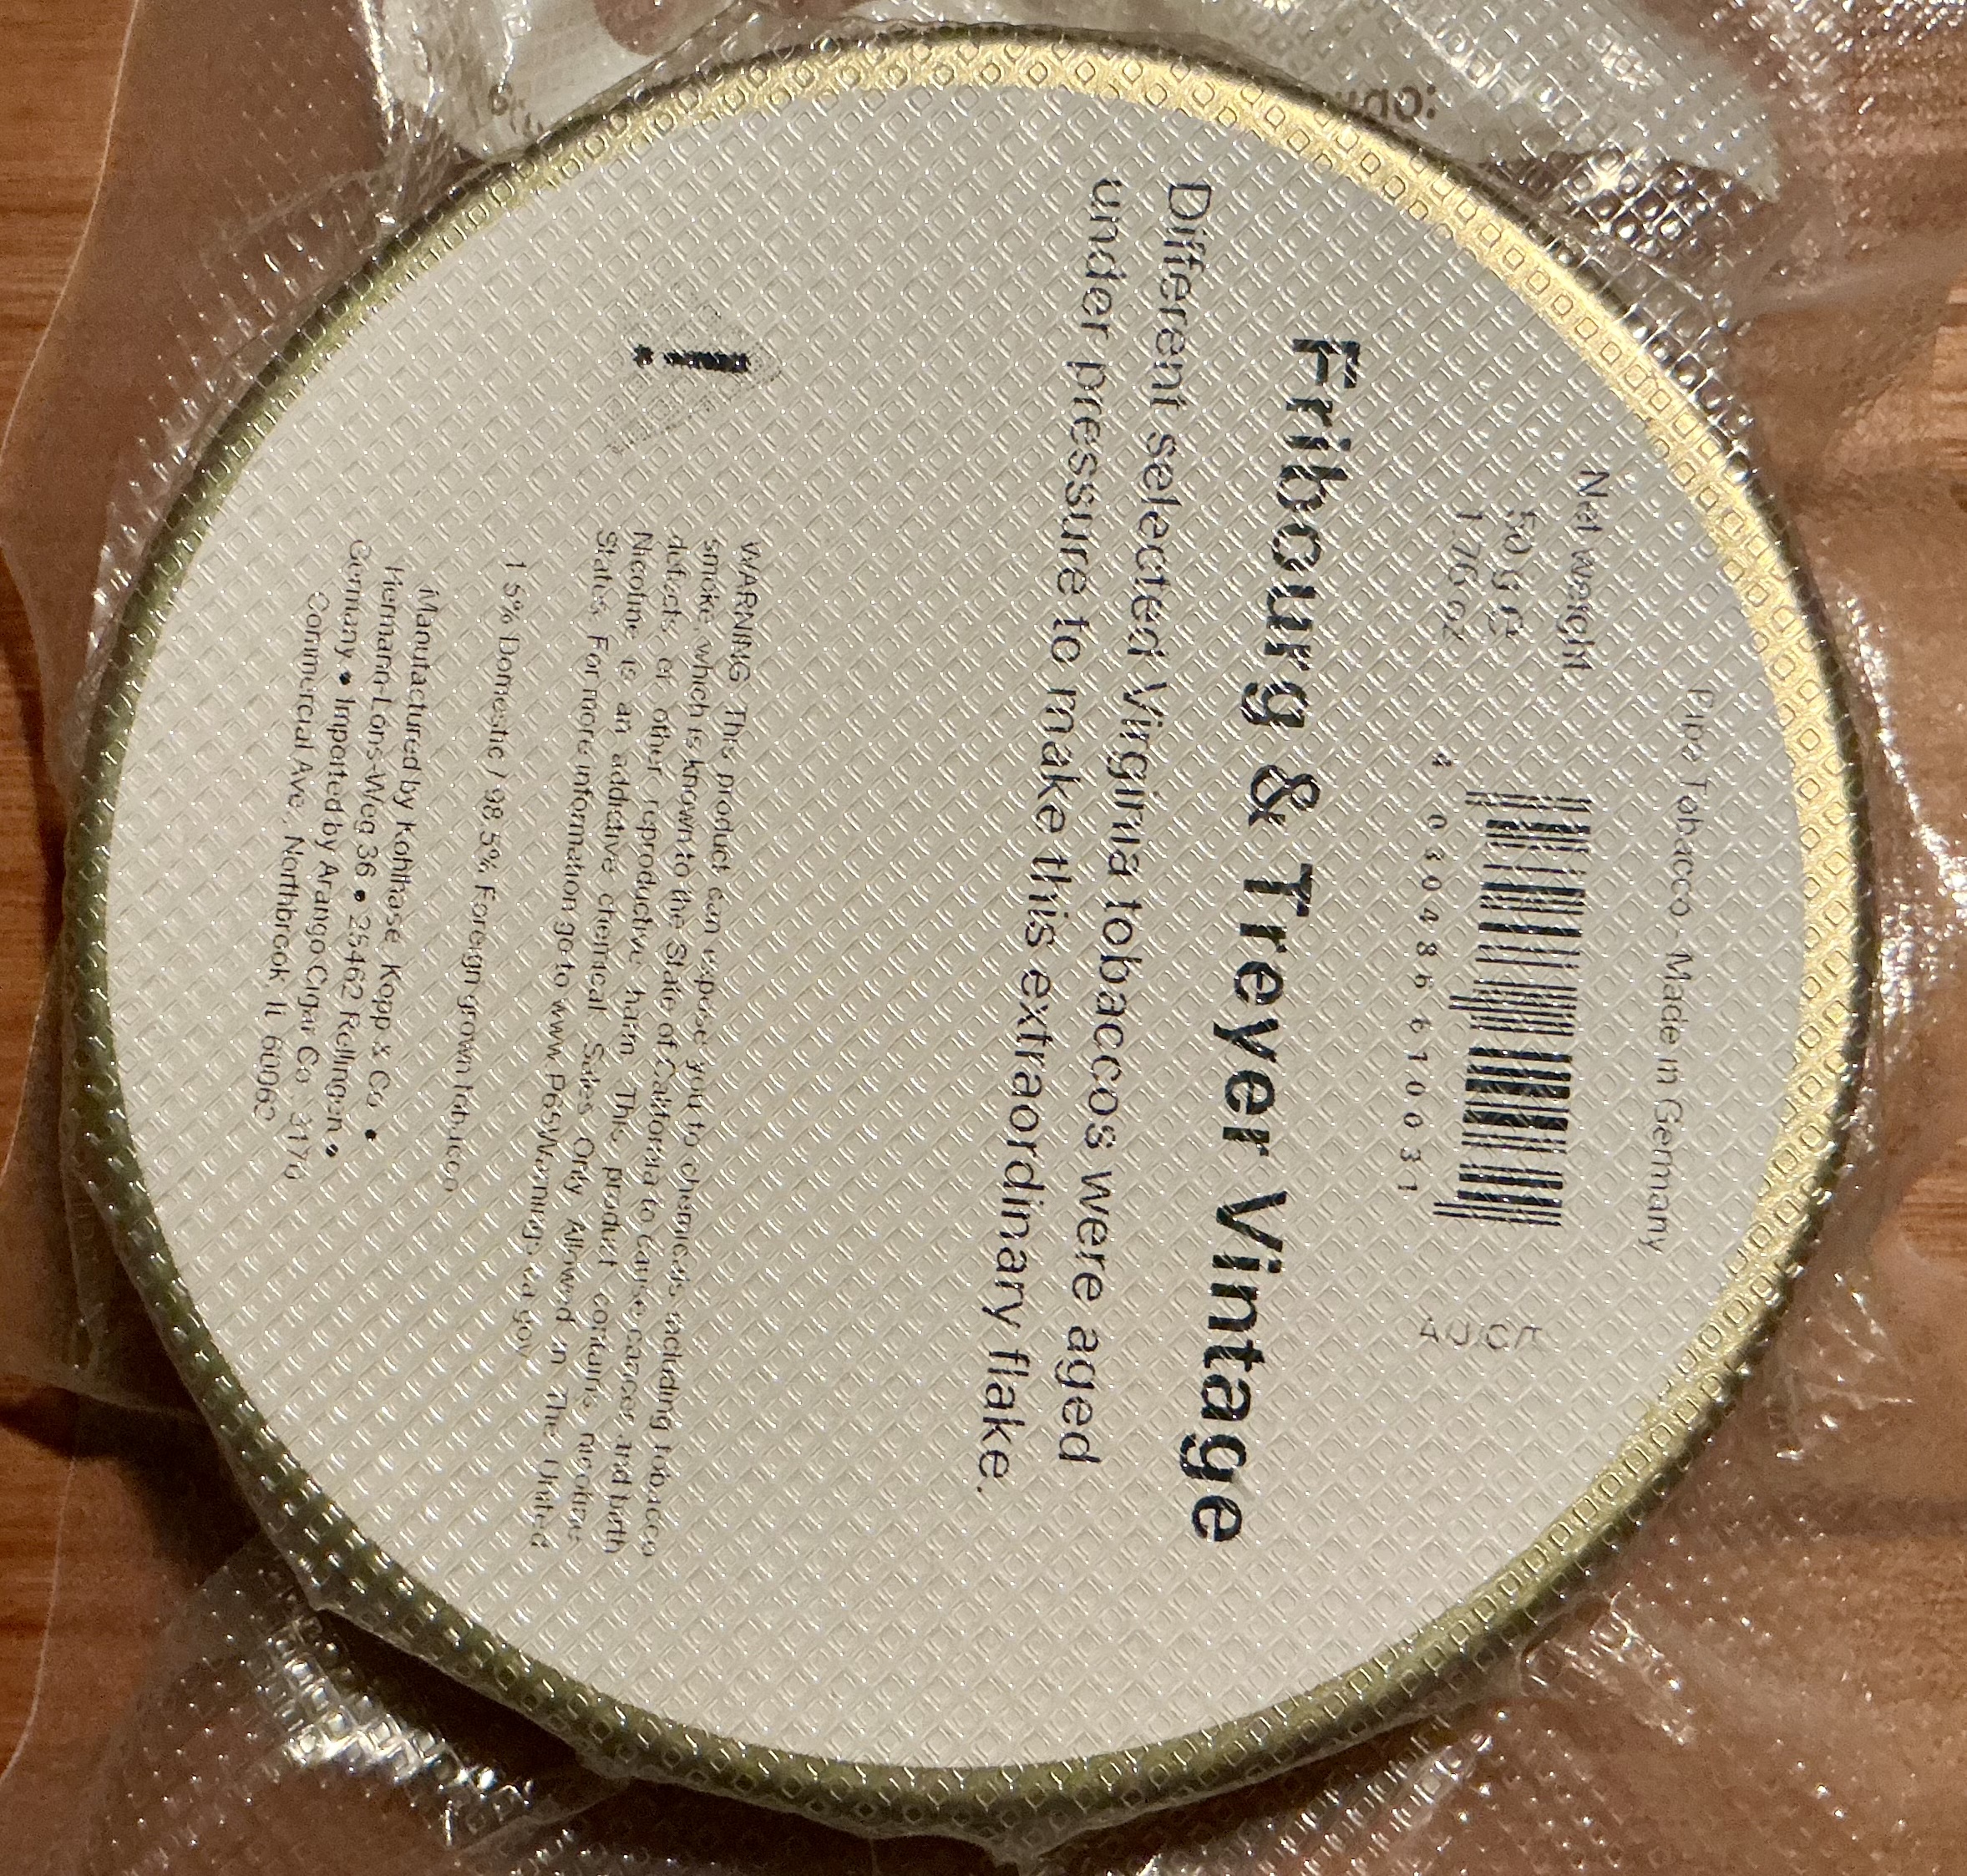 Pipe Tobacco - Made in Germany
Net weight
50 g ℮
1.76 oz
4 030486 610031
Fribourg & Treyer Vintage
Different selected Virginia tobaccos were aged
under pressure to make this extraordinary flake.
!
WARNING This product can expose you to chemicals including tobacco
smoke, which is known to the State of California to cause cancer and birth
defects or other reproductive harm. This product contains nicotine
Nicotine is an addictive chemical. Sales Only Allowed in The United
States. For more information go to www.P65Warnings.ca.gov
1.5% Domestic / 98.5% Foreign grown tobacco
Manufactured by Kohlhase, Kopp & Co •
Hermann-Löns-Weg 36 • 25462 Rellingen •
Germany • Imported by Arango Cigar Co. 3170
Commercial Ave., Northbrook, IL 60062